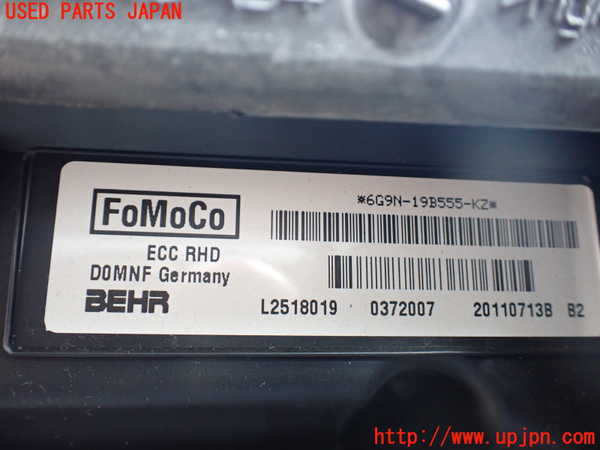 USED PARTS JAPAN
FoMoCo
*6G9N-19B555-KZ*
ECC RHD
DOMNF Germany
BEHR
L2518019 0372007 20110713B B2
http://www.upjpn.com/